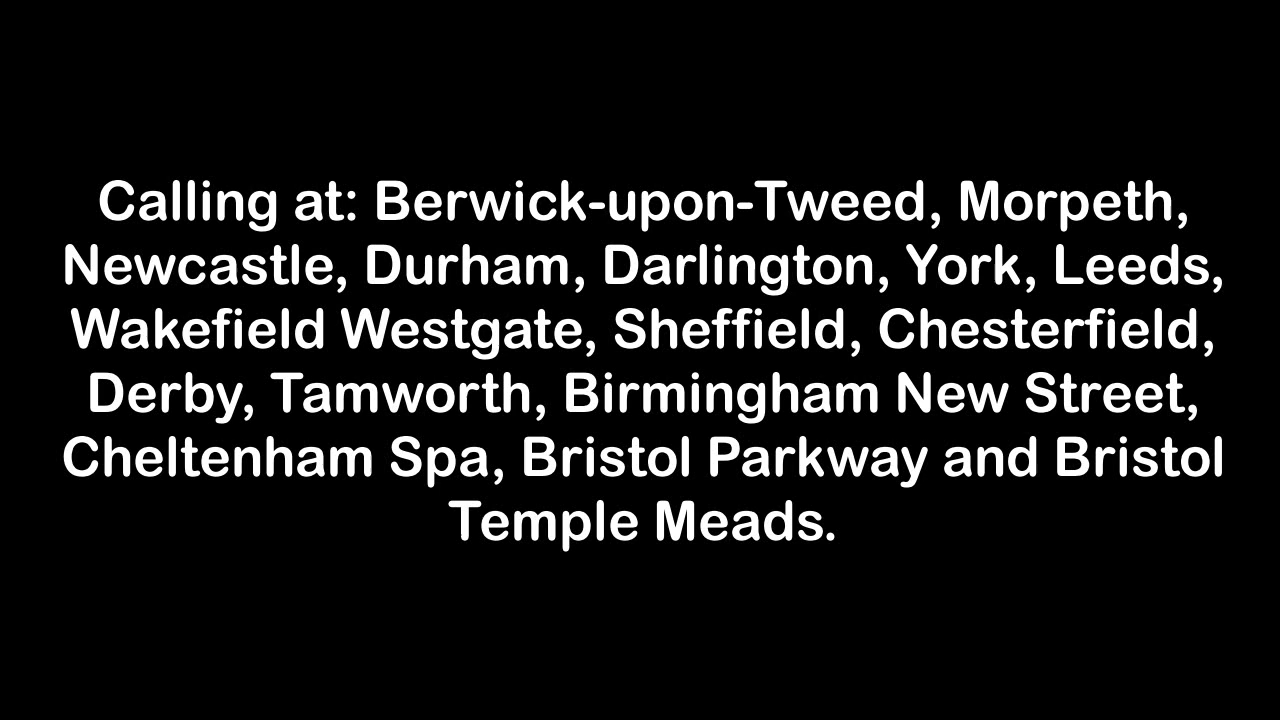 Calling at: Berwick-upon-Tweed, Morpeth,
Newcastle, Durham, Darlington, York, Leeds,
Wakefield Westgate, Sheffield, Chesterfield,
Derby, Tamworth, Birmingham New Street,
Cheltenham Spa, Bristol Parkway and Bristol
Temple Meads.